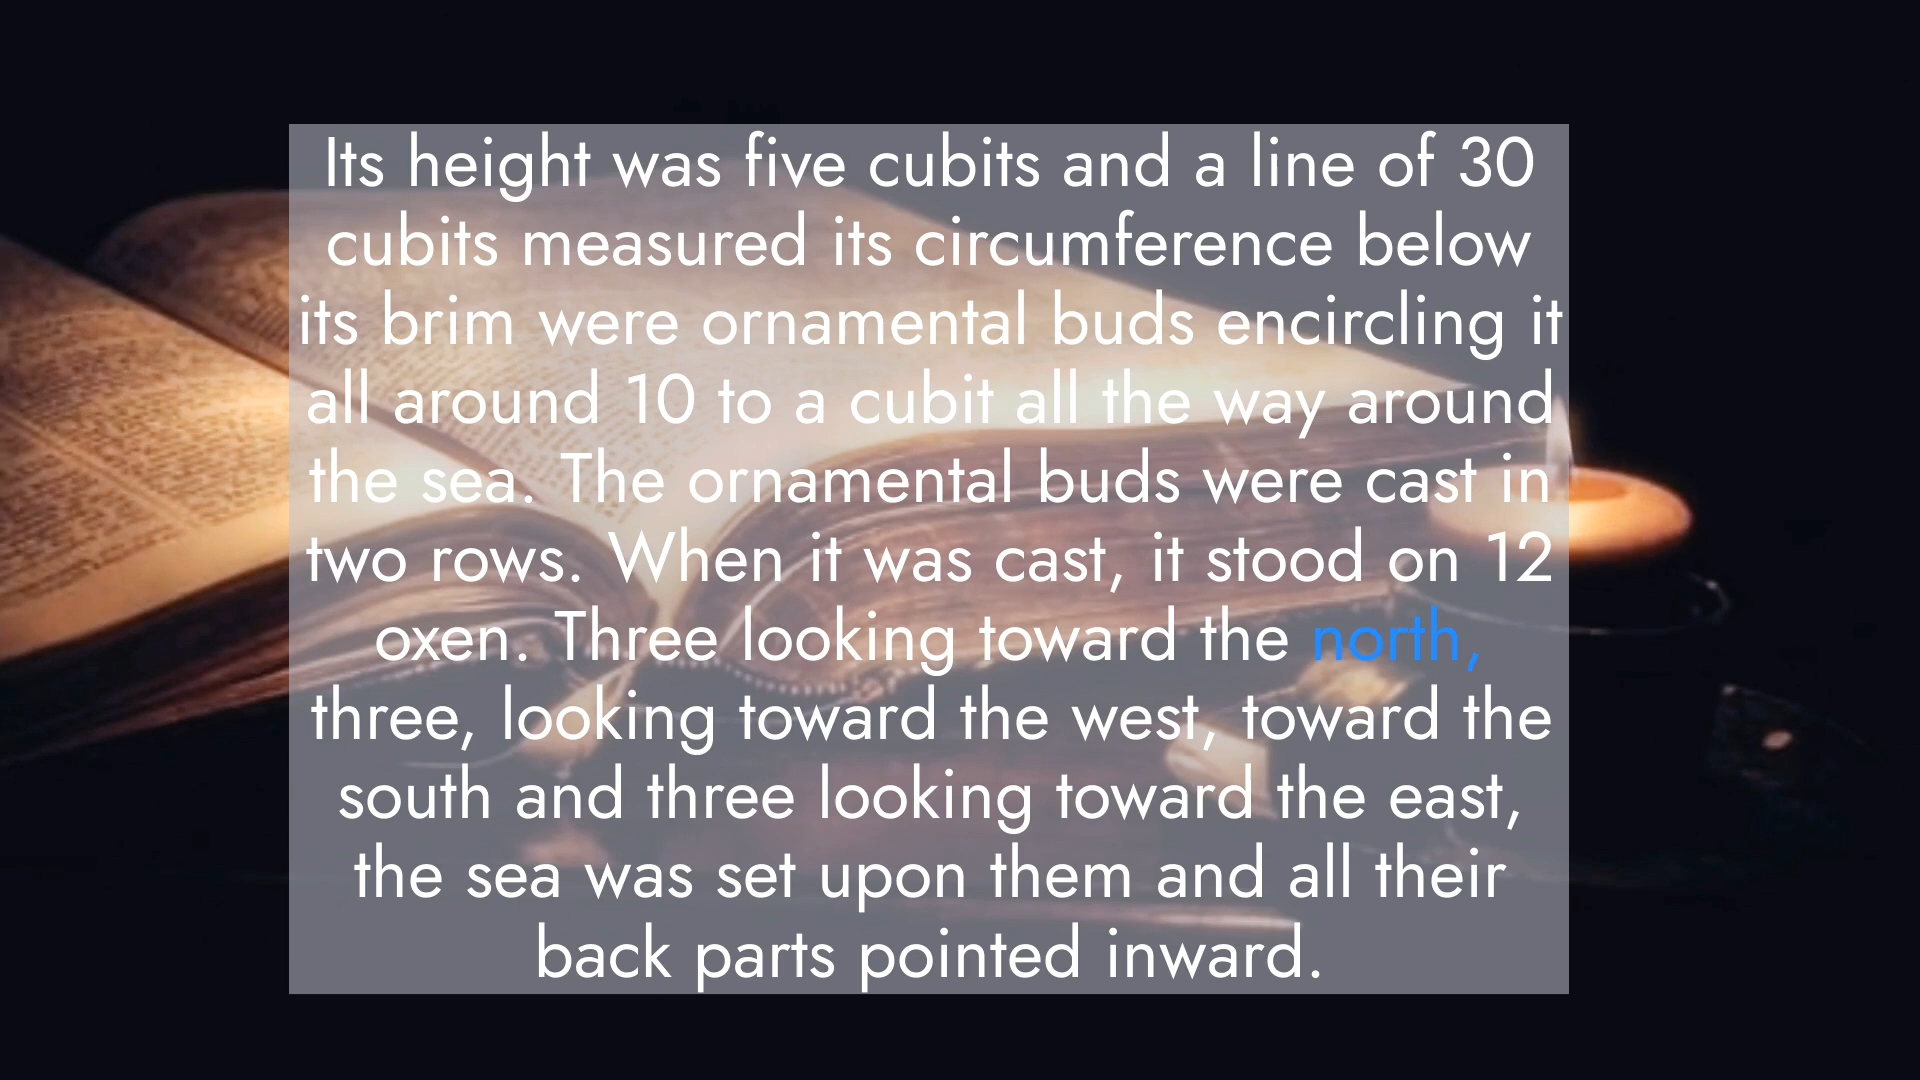 Its height was five cubits and a line of 30
cubits measured its circumference below
its brim were ornamental buds encircling it
all around 10 to a cubit all the way around
the sea. The ornamental buds were cast in
two rows. When it was cast, it stood on 12
oxen. Three looking toward the north,
three, looking toward the west, toward the
south and three looking toward the east,
the sea was set upon them and all their
back parts pointed inward.